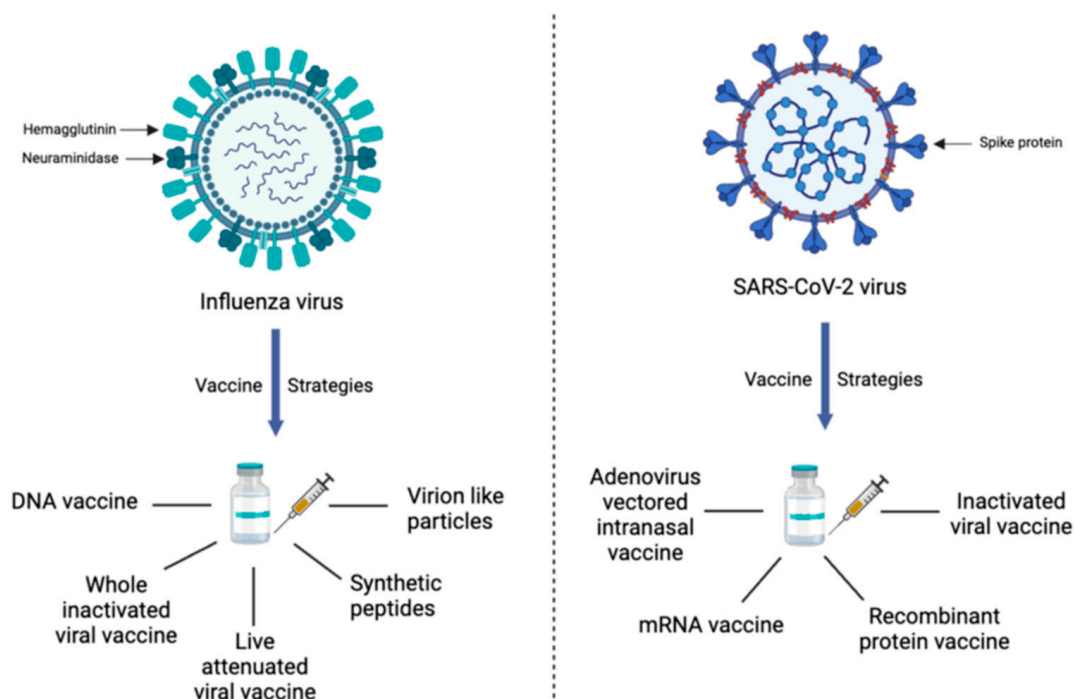 Hemagglutinin
Neuraminidase
Influenza virus
Vaccine Strategies
DNA vaccine
Virion like
particles
Whole
inactivated
viral vaccine
Synthetic
peptides
Live
attenuated
viral vaccine
Spike protein
SARS-CoV-2 virus
Vaccine Strategies
Adenovirus
vectored
intranasal
vaccine
Inactivated
viral vaccine
mRNA vaccine
Recombinant
protein vaccine